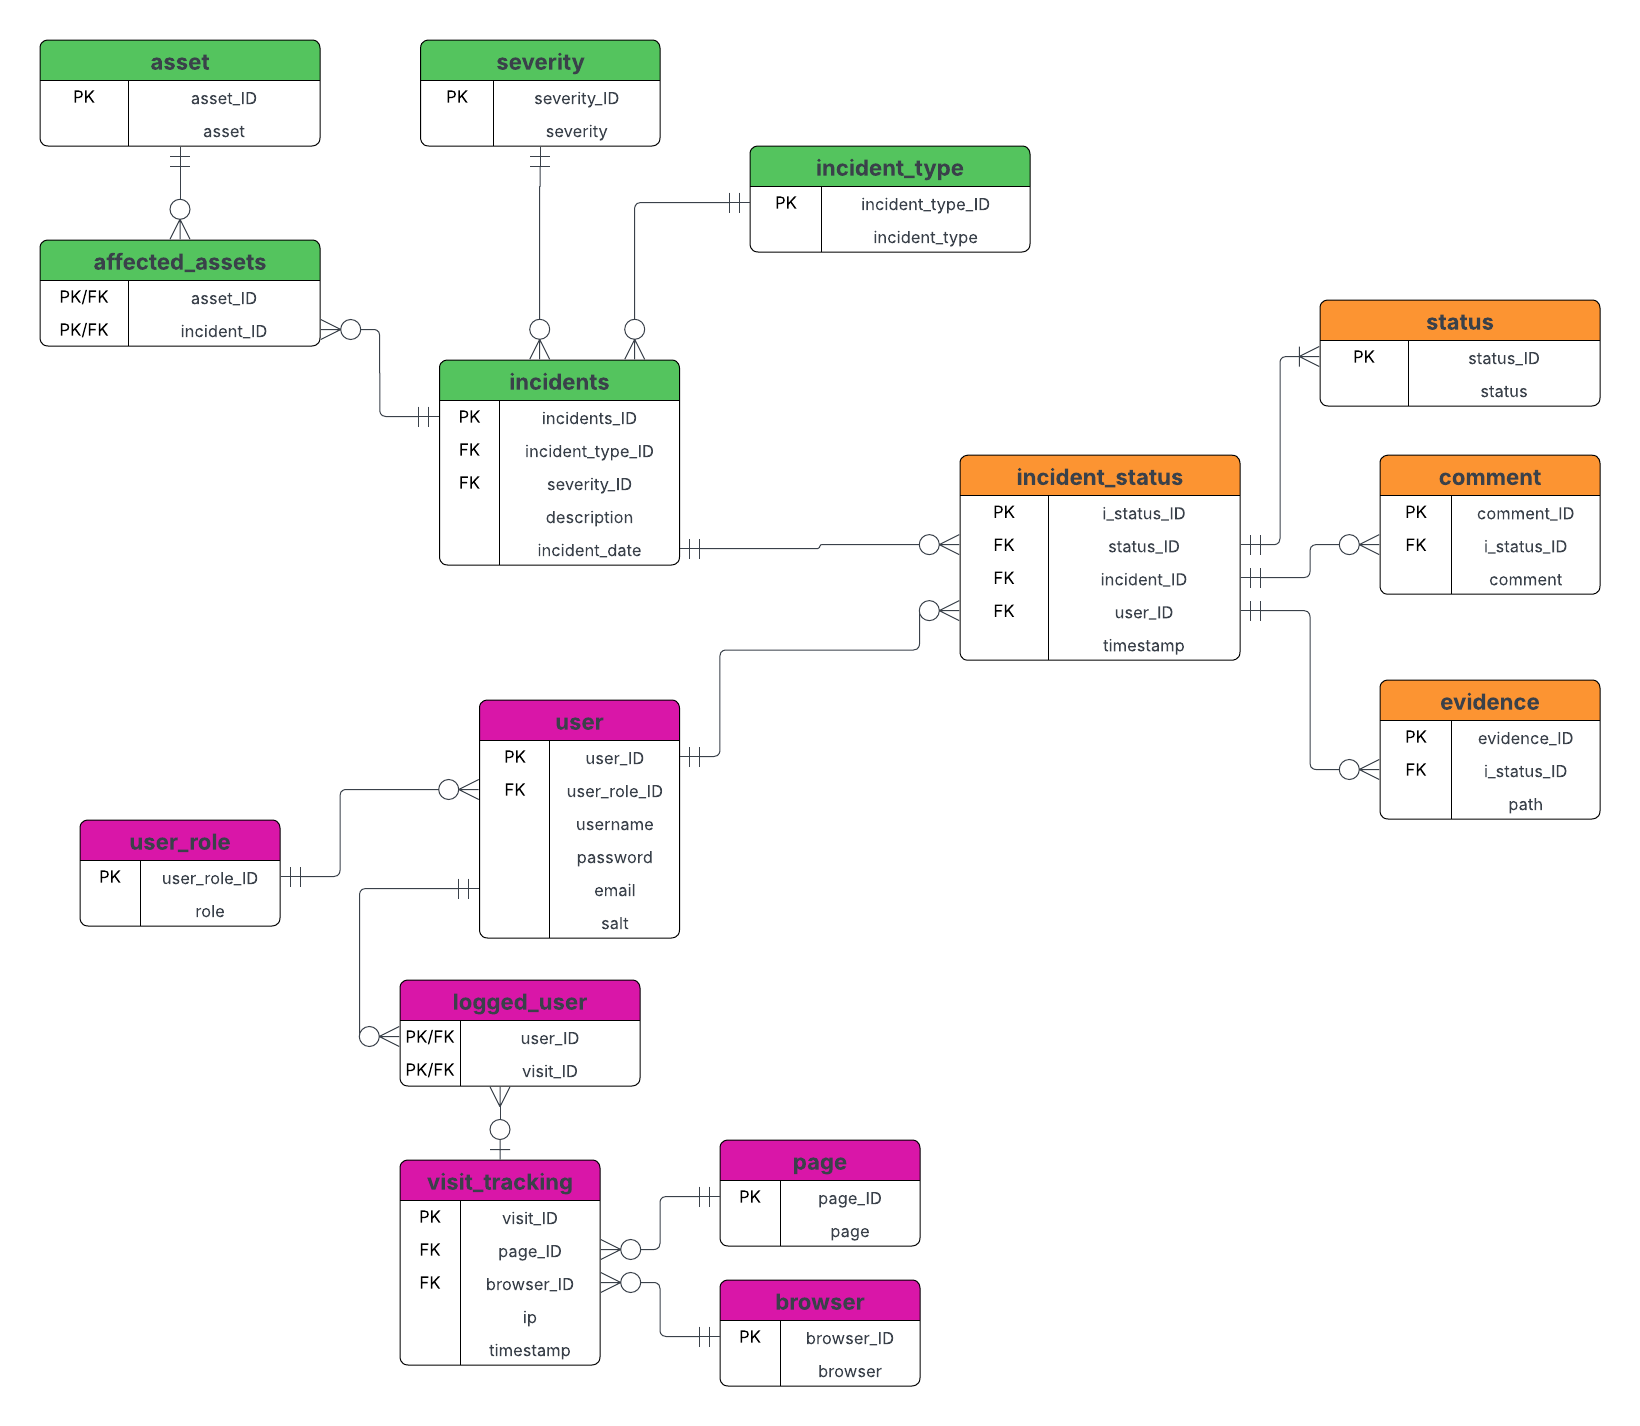 asset
PK asset_ID
asset
severity
PK severity_ID
severity
incident_type
PK incident_type_ID
incident_type
affected_assets
PK/FK asset_ID
PK/FK incident_ID
incidents
PK incidents_ID
FK incident_type_ID
FK severity_ID
description
incident_date
status
PK status_ID
status
incident_status
PK i_status_ID
FK status_ID
FK incident_ID
FK user_ID
timestamp
comment
PK comment_ID
FK i_status_ID
comment
evidence
PK evidence_ID
FK i_status_ID
path
user
PK user_ID
FK user_role_ID
username
password
email
salt
user_role
PK user_role_ID
role
logged_user
PK/FK user_ID
PK/FK visit_ID
visit_tracking
PK visit_ID
FK page_ID
FK browser_ID
ip
timestamp
page
PK page_ID
page
browser
PK browser_ID
browser